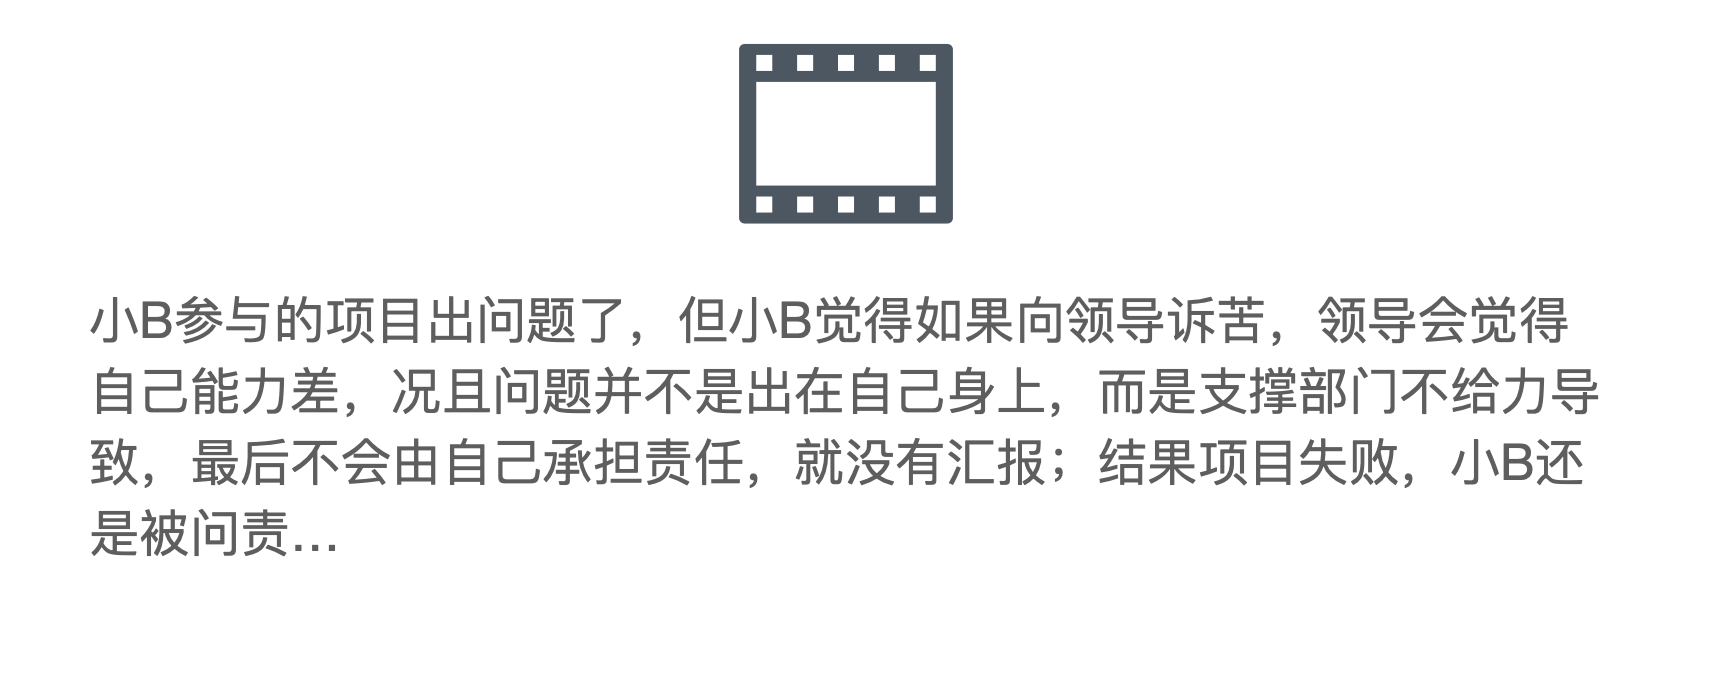 小B参与的项目出问题了，但小B觉得如果向领导诉苦，领导会觉得
自己能力差，况且问题并不是出在自己身上，而是支撑部门不给力导
致，最后不会由自己承担责任，就没有汇报；结果项目失败，小B还
是被问责...